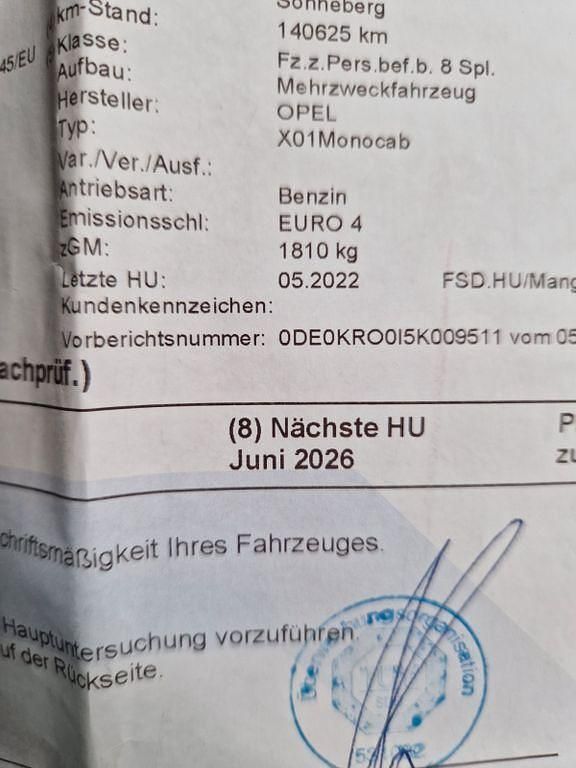 Sonneberg
km-Stand: 140625 km
45/EU
Klasse: Fz.z.Pers.bef.b. 8 Spl.
Aufbau: Mehrzweckfahrzeug
Hersteller: OPEL
Typ: X01Monocab
Var./Ver./Ausf.:
Antriebsart: Benzin
Emissionsschl: EURO 4
zGM: 1810 kg
Letzte HU: 05.2022 FSD.HU/Mang
Kundenkennzeichen:
Vorberichtsnummer: 0DE0KRO0I5K009511 vom 05
achprüf.)
(8) Nächste HU P
Juni 2026 zu
chriftsmäßigkeit Ihres Fahrzeuges.
Hauptuntersuchung vorzuführen.
uf der Rückseite.
Überwachungsorganisation